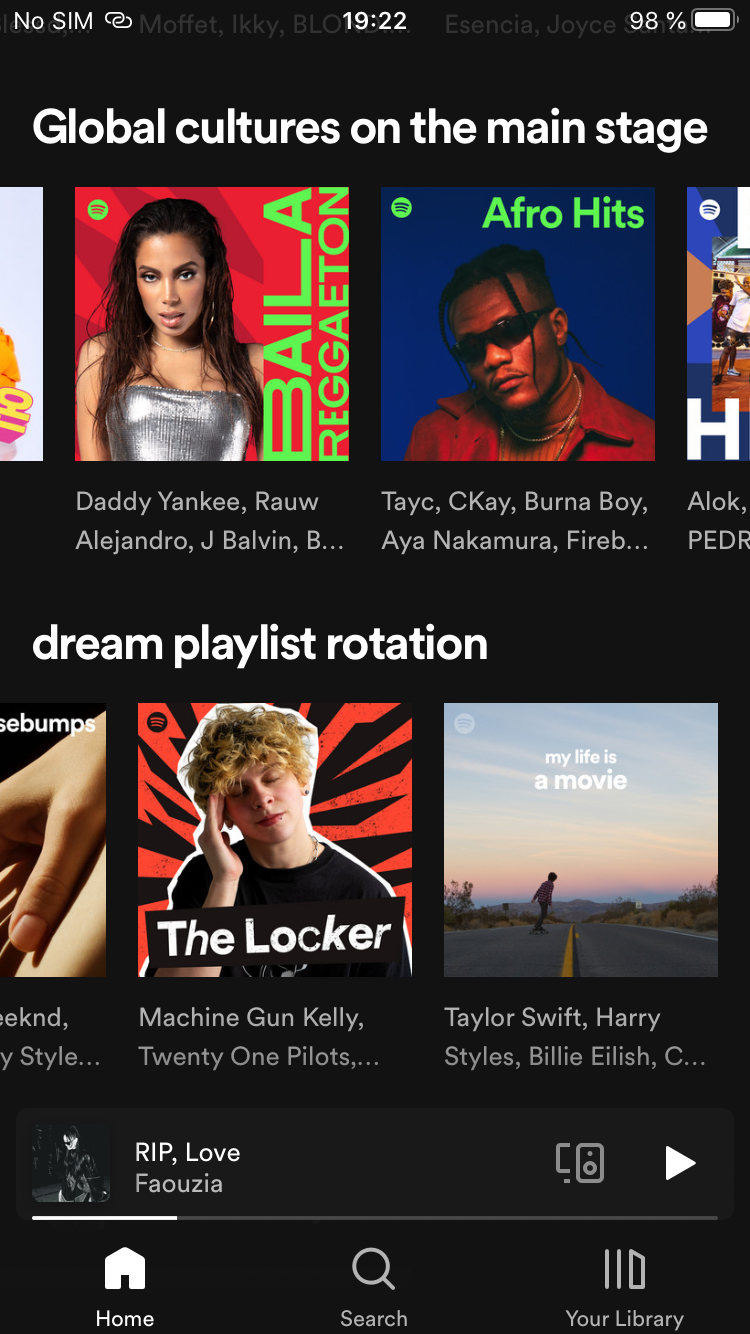 No SIM 19:22 98 %
Moffet, Ikky, BLOND... Esencia, Joyce Santa...
Global cultures on the main stage
BAILA
REGGAETON
Afro Hits
Daddy Yankee, Rauw
Alejandro, J Balvin, B...
Tayc, CKay, Burna Boy,
Aya Nakamura, Fireb...
Alok,
PEDR
dream playlist rotation
sebumps
The Locker
my life is
a movie
eeknd,
y Style...
Machine Gun Kelly,
Twenty One Pilots,...
Taylor Swift, Harry
Styles, Billie Eilish, C...
RIP, Love
Faouzia
Home
Search
Your Library